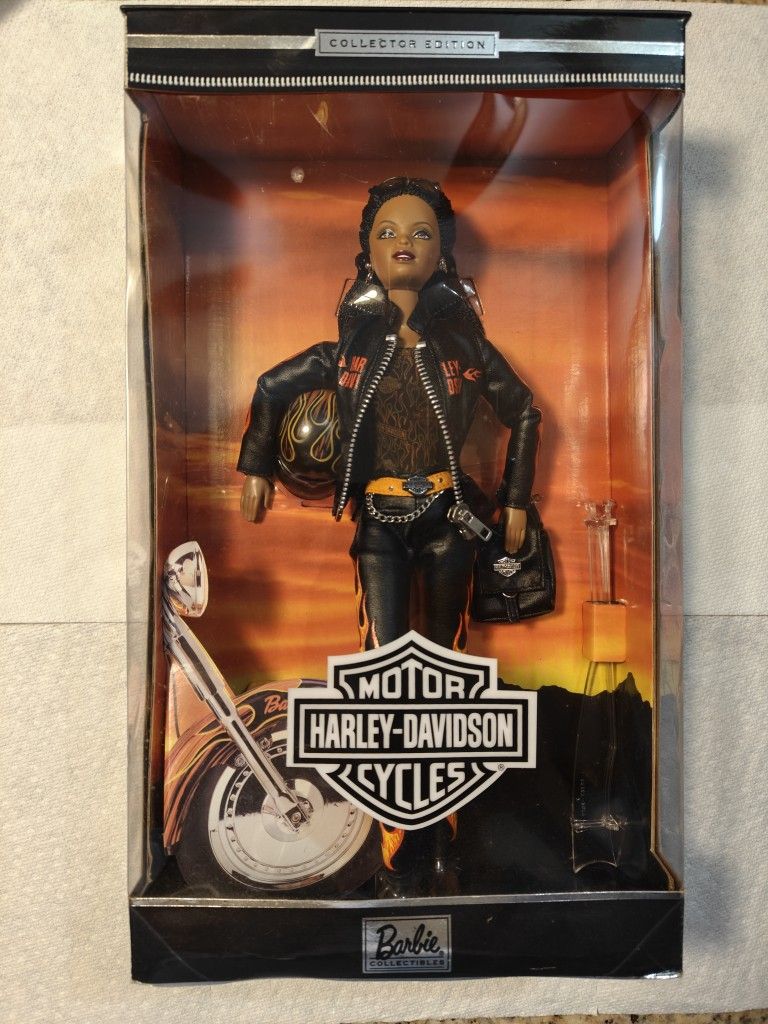 COLLECTOR EDITION
MOTOR
HARLEY-DAVIDSON
CYCLES
®
Barbie®
COLLECTIBLES